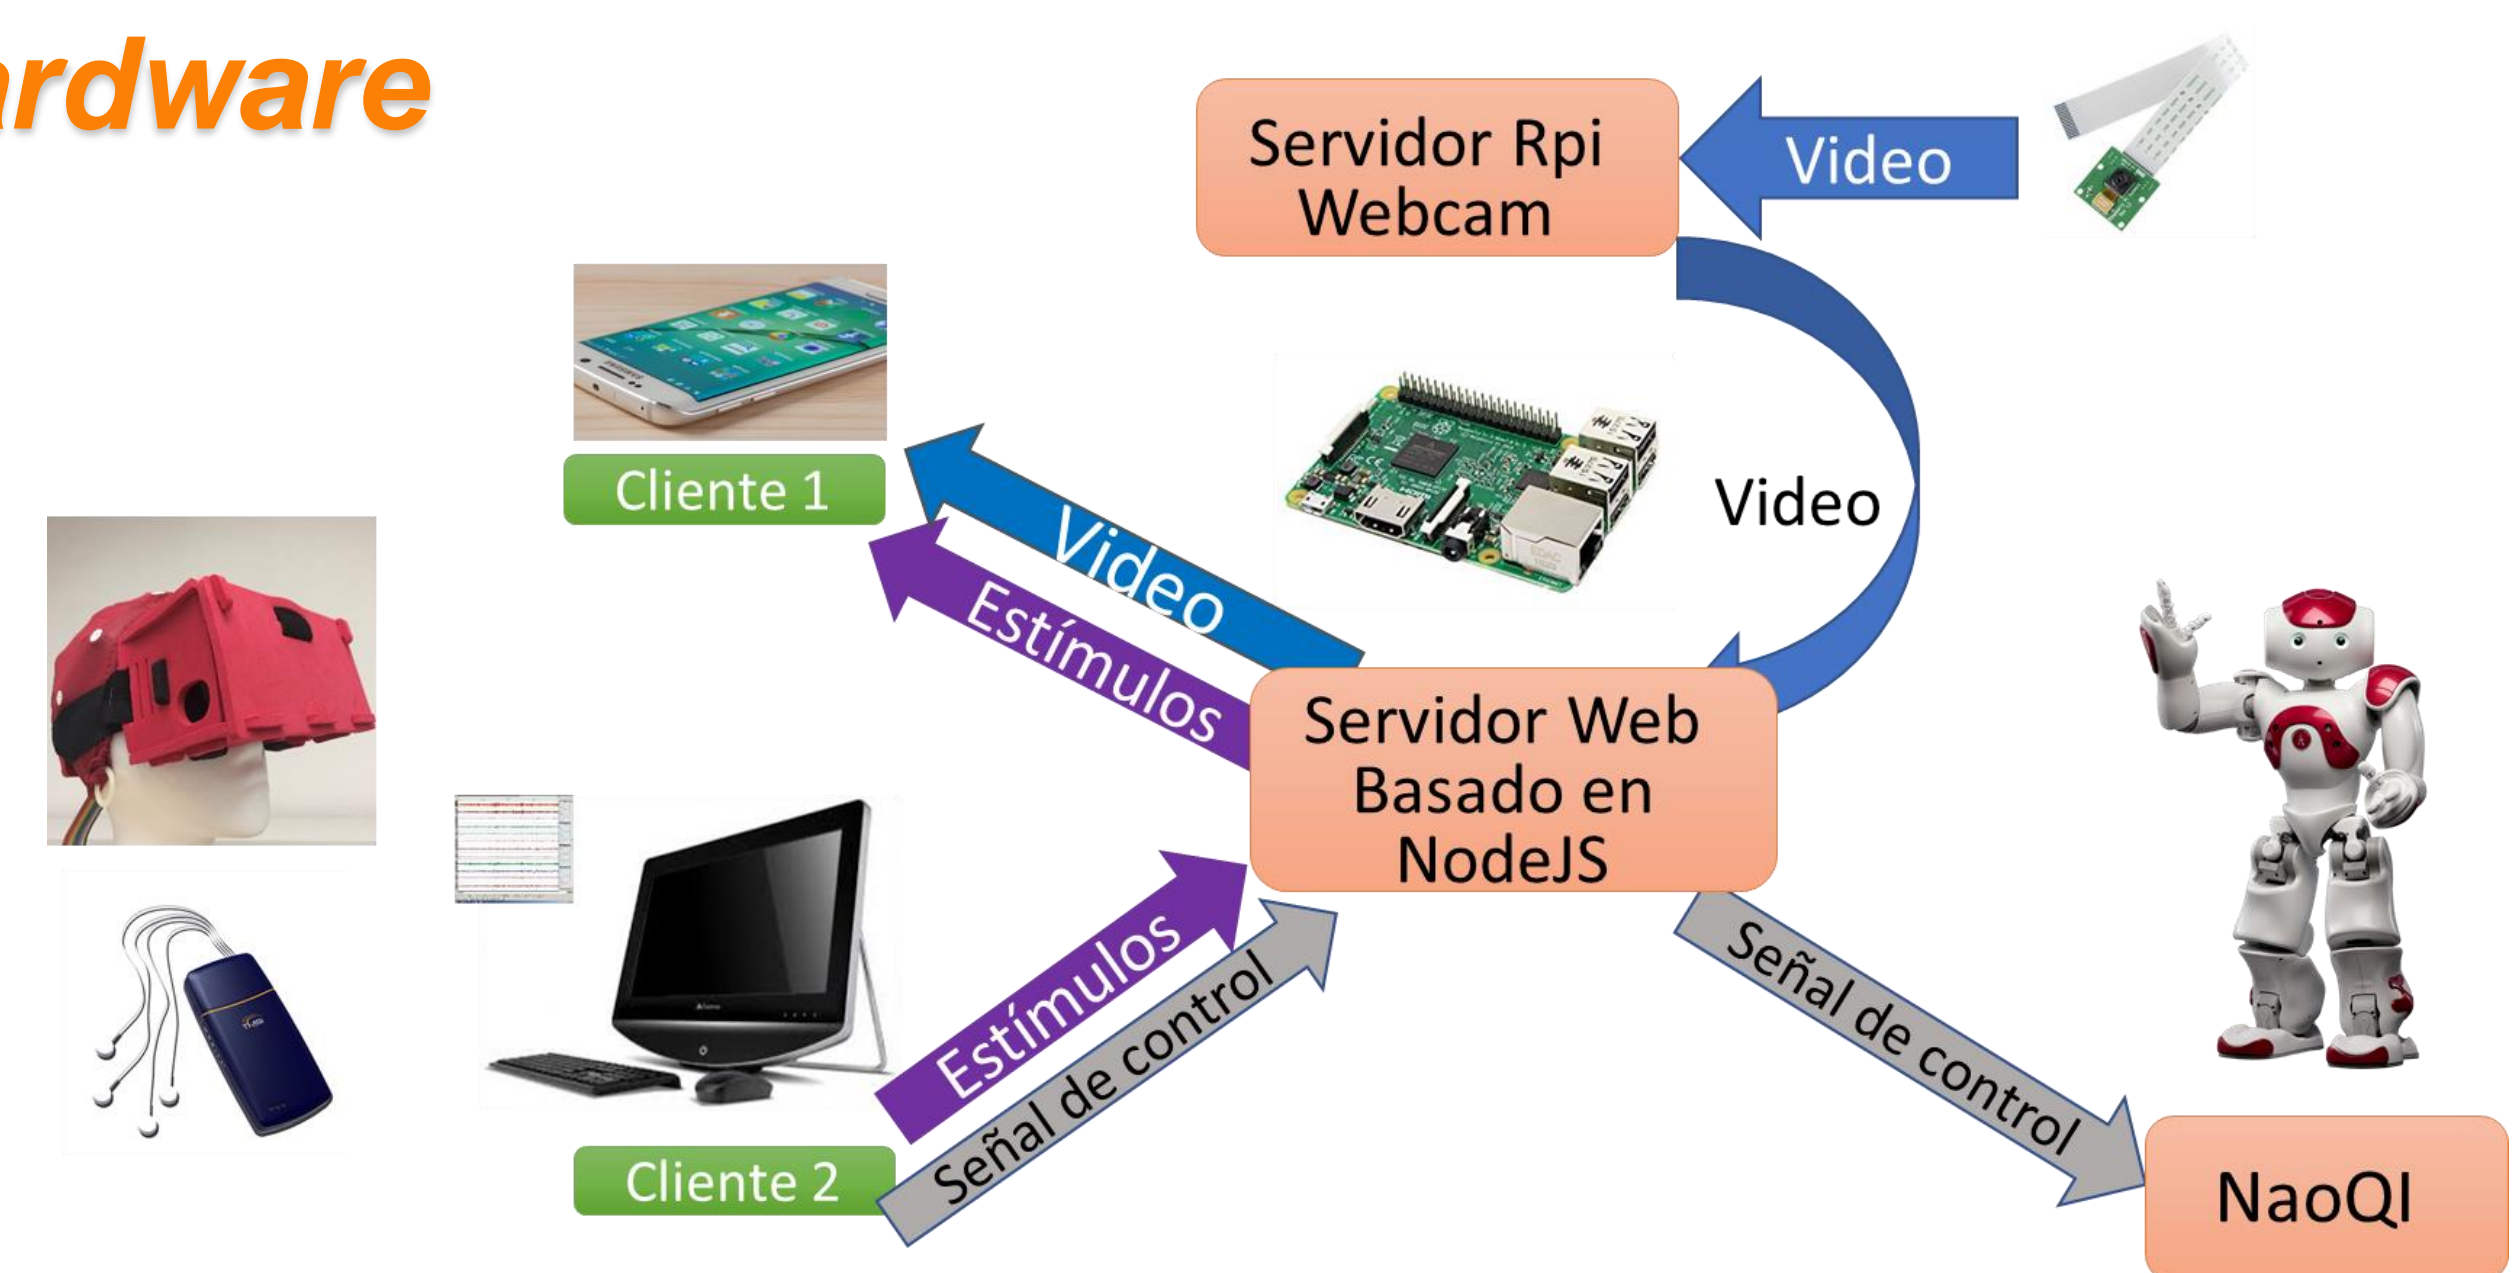 ardware
Servidor Rpi
Webcam
Video
Cliente 1
Video
Estímulos
Video
Servidor Web
Basado en
NodeJS
Estímulos
Señal de control
Señal de control
Cliente 2
NaoQI